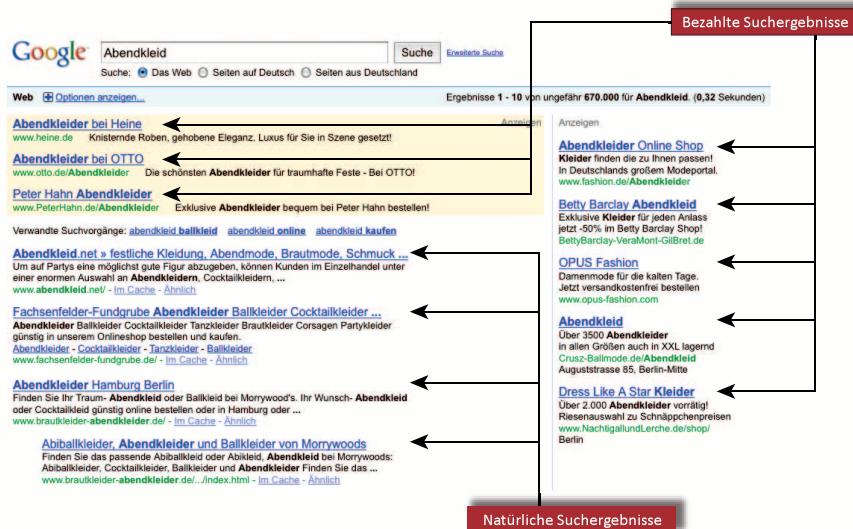 Bezahlte Suchergebnisse
Google Abendkleid Suche Erweiterte Suche
Suche: Das Web Seiten auf Deutsch Seiten aus Deutschland
Web Optionen anzeigen... Ergebnisse 1 - 10 von ungefähr 670.000 für Abendkleid. (0,32 Sekunden)
Abendkleider bei Heine Anzeigen
www.heine.de Knisternde Roben, gehobene Eleganz. Luxus für Sie in Szene gesetzt!
Abendkleider bei OTTO
www.otto.de/Abendkleider Die schönsten Abendkleider für traumhafte Feste - Bei OTTO!
Peter Hahn Abendkleider
www.PeterHahn.de/Abendkleider Exklusive Abendkleider bequem bei Peter Hahn bestellen!
Verwandte Suchvorgänge: abendkleid ballkleid abendkleid online abendkleid kaufen
Abendkleid.net » festliche Kleidung, Abendmode, Brautmode, Schmuck ...
Um auf Partys eine möglichst gute Figur abzugeben, können Kunden im Einzelhandel unter
einer enormen Auswahl an Abendkleidern, Cocktailkleidern, ...
www.abendkleid.net/ - Im Cache - Ähnlich
Fachsenfelder-Fundgrube Abendkleider Ballkleider Cocktailkleider ...
Abendkleider Ballkleider Cocktailkleider Tanzkleider Brautkleider Corsagen Partykleider
günstig in unserem Onlineshop bestellen und kaufen.
Abendkleider - Cocktailkleider - Tanzkleider - Ballkleider
www.fachsenfelder-fundgrube.de/ - Im Cache - Ähnlich
Abendkleider Hamburg Berlin
Finden Sie Ihr Traum- Abendkleid oder Ballkleid bei Morrywood's. Ihr Wunsch- Abendkleid
oder Cocktailkleid günstig online bestellen oder in Hamburg oder ...
www.brautkleider-abendkleider.de/ - Im Cache - Ähnlich
Abiballkleider, Abendkleider und Ballkleider von Morrywoods
Finden Sie das passende Abiballkleid oder Abikleid, Abendkleid bei Morrywoods:
Abiballkleider, Cocktailkleider, Ballkleider und Abendkleider Finden Sie das ...
www.brautkleider-abendkleider.de/.../index.html - Im Cache - Ähnlich
Anzeigen
Abendkleider Online Shop
Kleider finden die zu Ihnen passen!
In Deutschlands großem Modeportal.
www.fashion.de/Abendkleider
Betty Barclay Abendkleid
Exklusive Kleider für jeden Anlass
jetzt -50% im Betty Barclay Shop!
BettyBarclay-VeraMont-GilBret.de
OPUS Fashion
Damenmode für die kalten Tage.
Jetzt versandkostenfrei bestellen
www.opus-fashion.com
Abendkleid
Über 3500 Abendkleider
in allen Größen auch in XXL lagernd
Crusz-Ballmode.de/Abendkleid
Auguststrasse 85, Berlin-Mitte
Dress Like A Star Kleider
Über 2.000 Abendkleider vorrätig!
Riesenauswahl zu Schnäppchenpreisen
www.NachtigallundLerche.de/shop/
Berlin
Natürliche Suchergebnisse